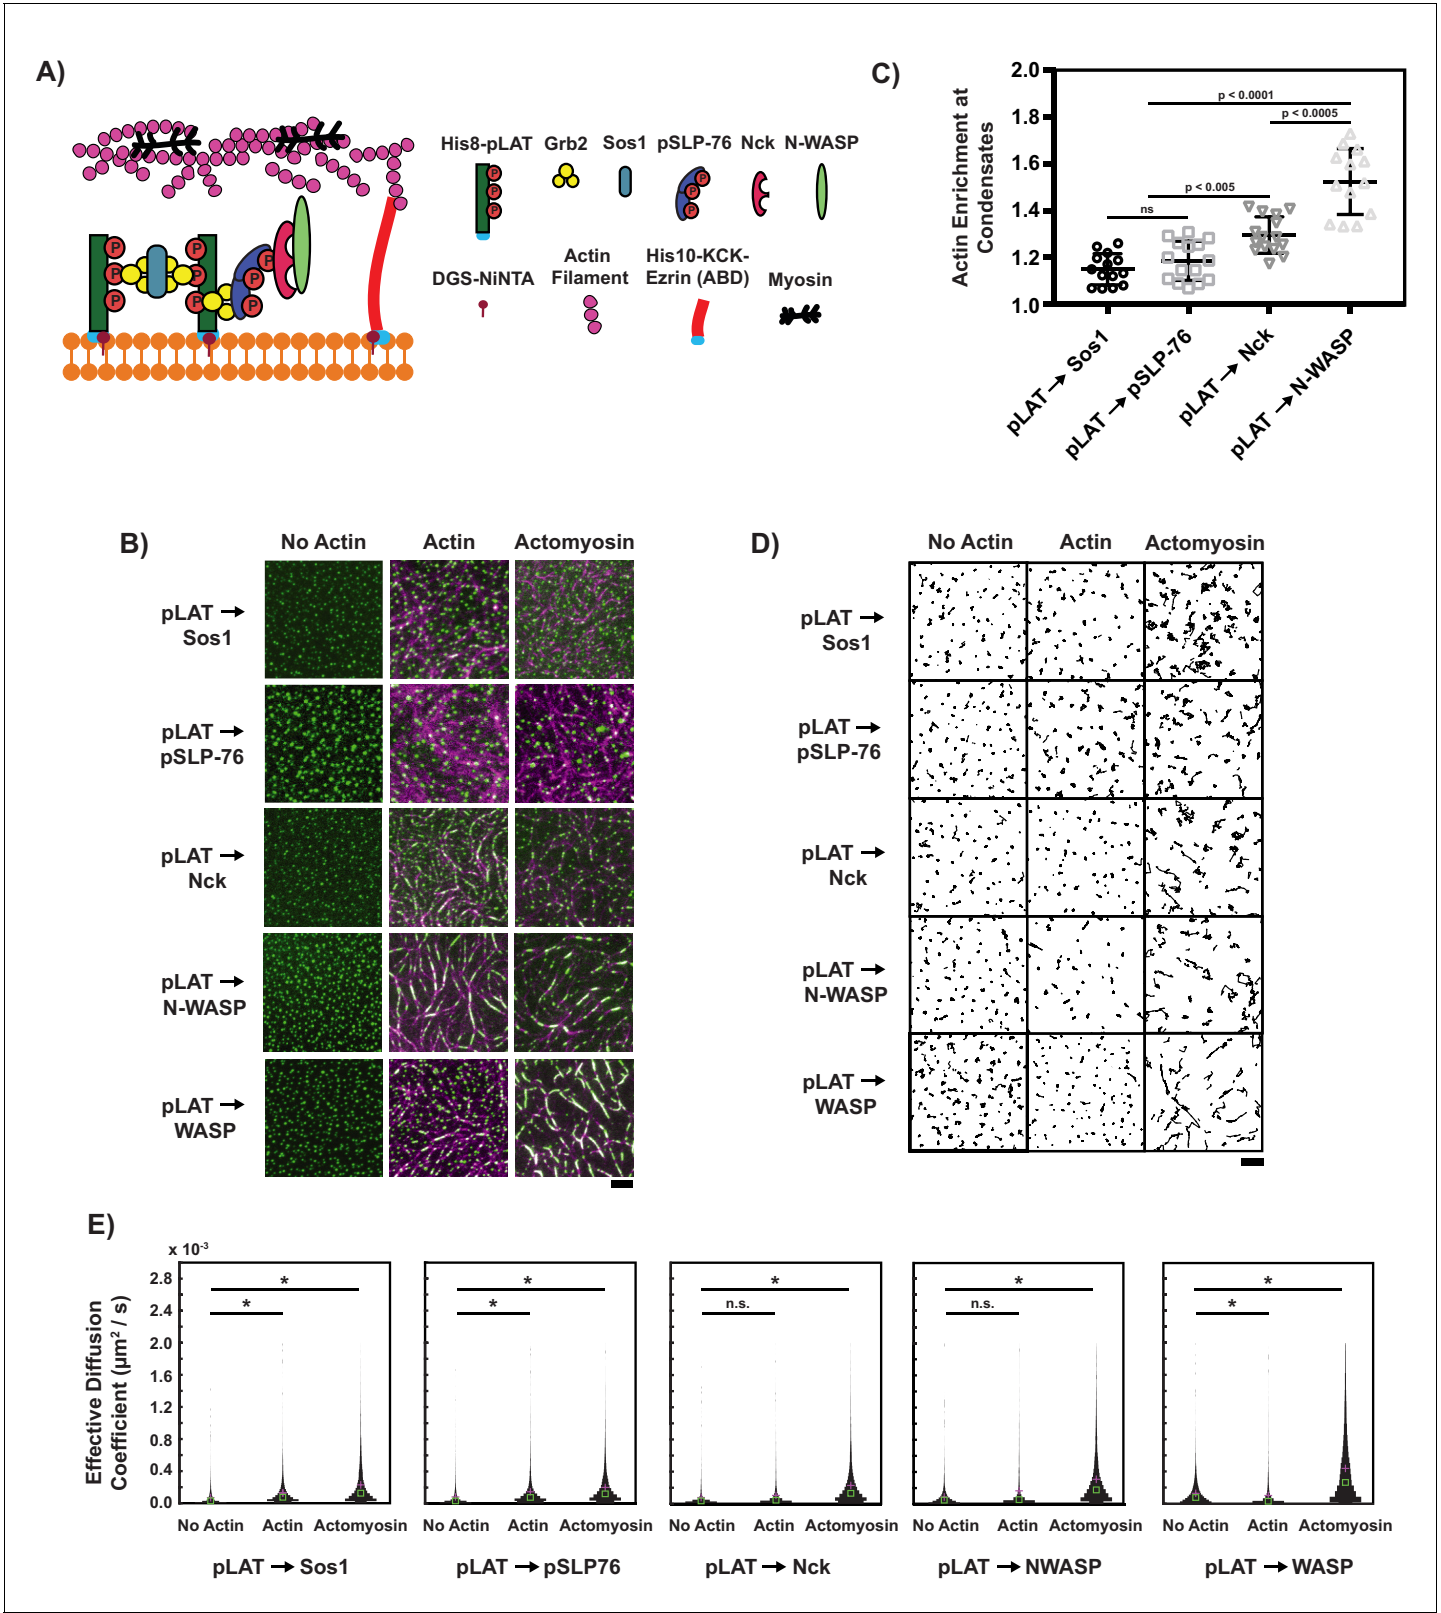 A)
His8-pLAT Grb2 Sos1 pSLP-76 Nck N-WASP
P
P
P
P
P
P
P
P
P
P
P
P
P
DGS-NiNTA
Actin
Filament
His10-KCK-
Ezrin (ABD)
Myosin
C)
Actin Enrichment at
Condensates
2.0
1.8
1.6
1.4
1.2
1.0
p < 0.0001
p < 0.0005
p < 0.005
ns
pLAT → Sos1
pLAT → pSLP-76
pLAT → Nck
pLAT → N-WASP
B)
No Actin Actin Actomyosin
pLAT →
Sos1
pLAT →
pSLP-76
pLAT →
Nck
pLAT →
N-WASP
pLAT →
WASP
D)
No Actin Actin Actomyosin
pLAT →
Sos1
pLAT →
pSLP-76
pLAT →
Nck
pLAT →
N-WASP
pLAT →
WASP
E)
x 10⁻³
Effective Diffusion
Coefficient (µm² / s)
2.8
2.4
2.0
1.6
1.2
0.8
0.4
0.0
*
*
*
*
*
n.s.
*
n.s.
*
*
No Actin Actin Actomyosin
No Actin Actin Actomyosin
No Actin Actin Actomyosin
No Actin Actin Actomyosin
No Actin Actin Actomyosin
pLAT → Sos1
pLAT → pSLP76
pLAT → Nck
pLAT → NWASP
pLAT → WASP